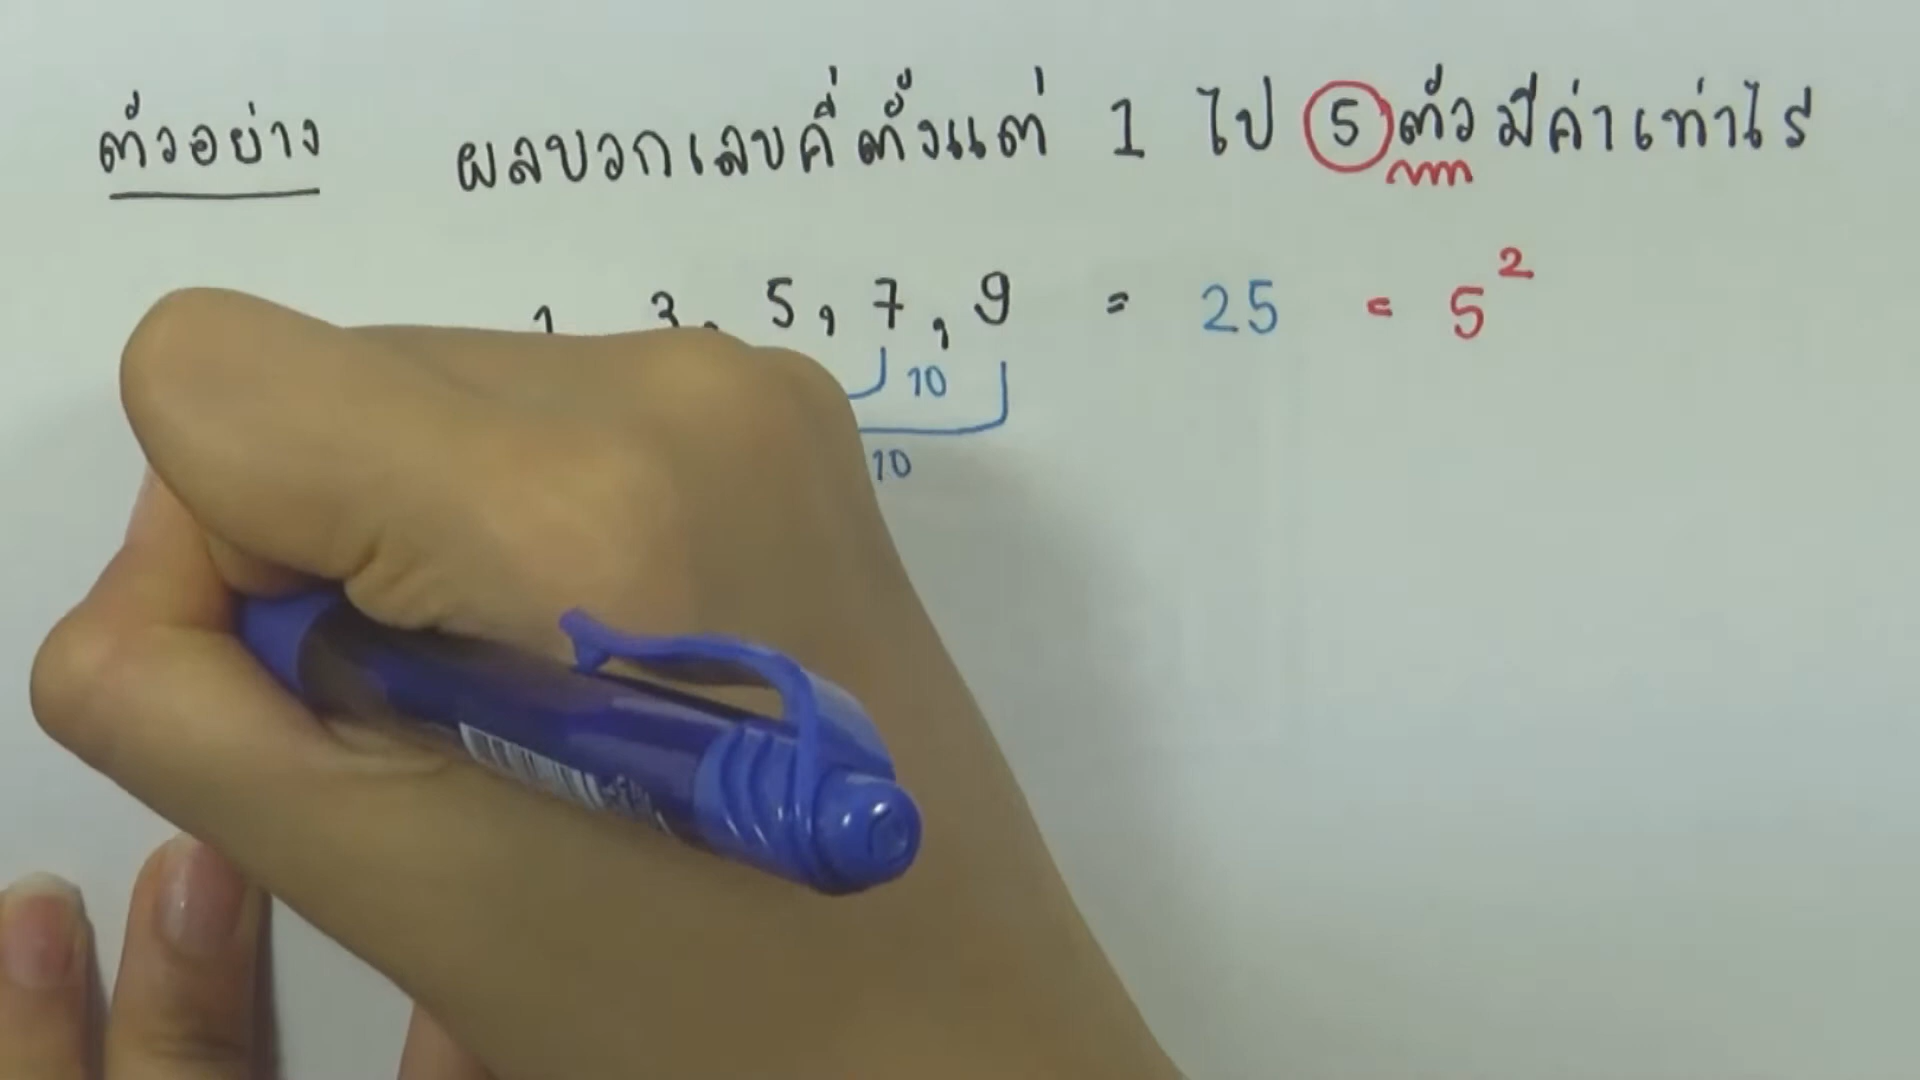 ตัวอย่าง ผลบวกเลขคี่ตั้งแต่ 1 ไป 5 ตัว มีค่าเท่าไร
1 3, 5, 7, 9 = 25 = 5²
10
10